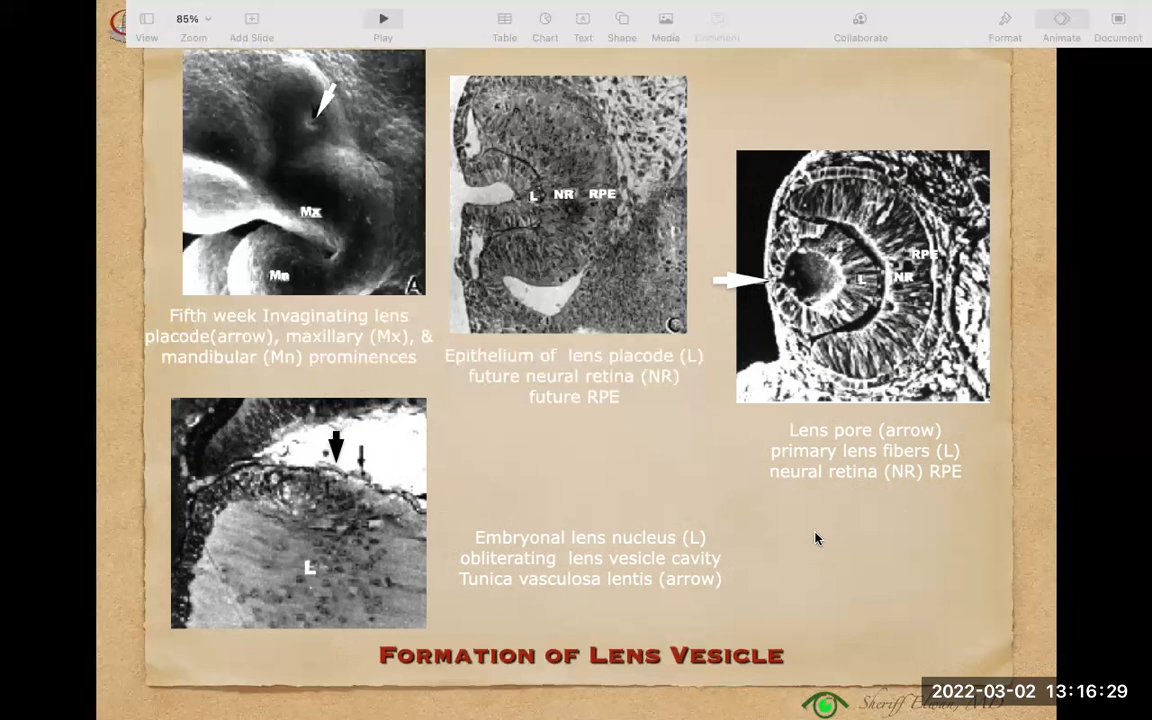 85%
View
Zoom
Add Slide
Play
Table
Chart
Text
Shape
Media
Comment
Collaborate
Format
Animate
Document
Mx
Mn
A
Fifth week Invaginating lens
placode(arrow), maxillary (Mx), &
mandibular (Mn) prominences
L NR RPE
C
Epithelium of lens placode (L)
future neural retina (NR)
future RPE
RPE
L NR
Lens pore (arrow)
primary lens fibers (L)
neural retina (NR) RPE
L
Embryonal lens nucleus (L)
obliterating lens vesicle cavity
Tunica vasculosa lentis (arrow)
Formation of Lens Vesicle
2022-03-02 13:16:29
Sheriff Elwan, MD